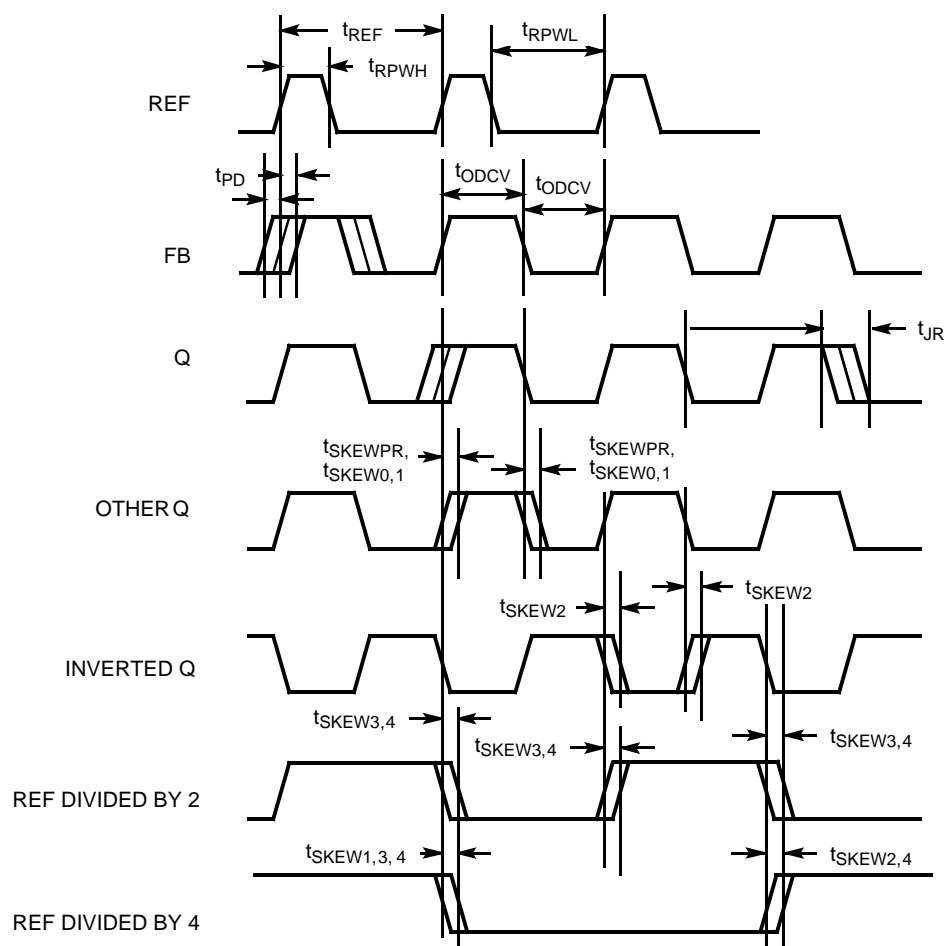 tREF
tRPWL
tRPWH
REF
tPD
tODCV
tODCV
FB
tJR
Q
tSKEWPR,
tSKEW0,1
tSKEWPR,
tSKEW0,1
OTHER Q
tSKEW2
tSKEW2
INVERTED Q
tSKEW3,4
tSKEW3,4
tSKEW3,4
REF DIVIDED BY 2
tSKEW1,3,4
tSKEW2,4
REF DIVIDED BY 4